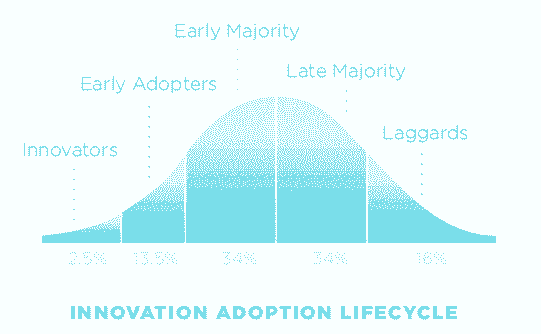 Early Majority
Early Adopters
Late Majority
Innovators
Laggards
2.5% 13.5% 34% 34% 16%
INNOVATION ADOPTION LIFECYCLE